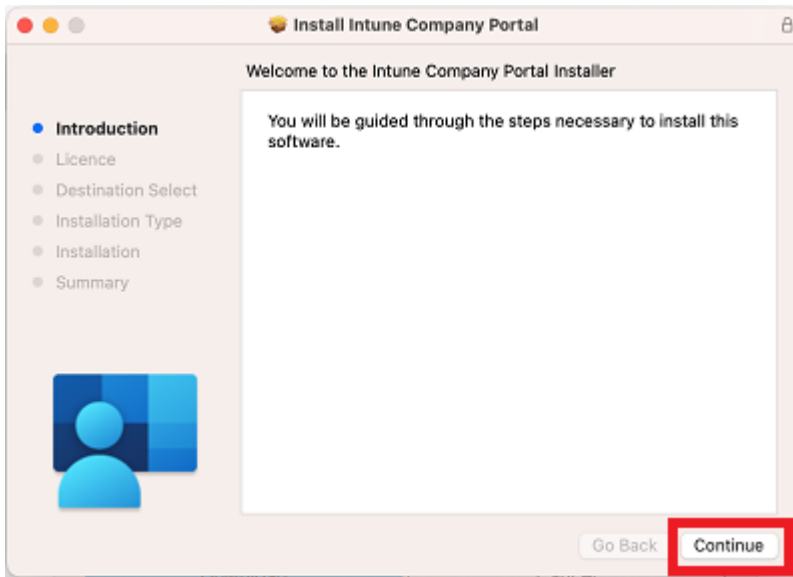 Install Intune Company Portal
Welcome to the Intune Company Portal Installer
Introduction
Licence
Destination Select
Installation Type
Installation
Summary
You will be guided through the steps necessary to install this
software.
Go Back
Continue